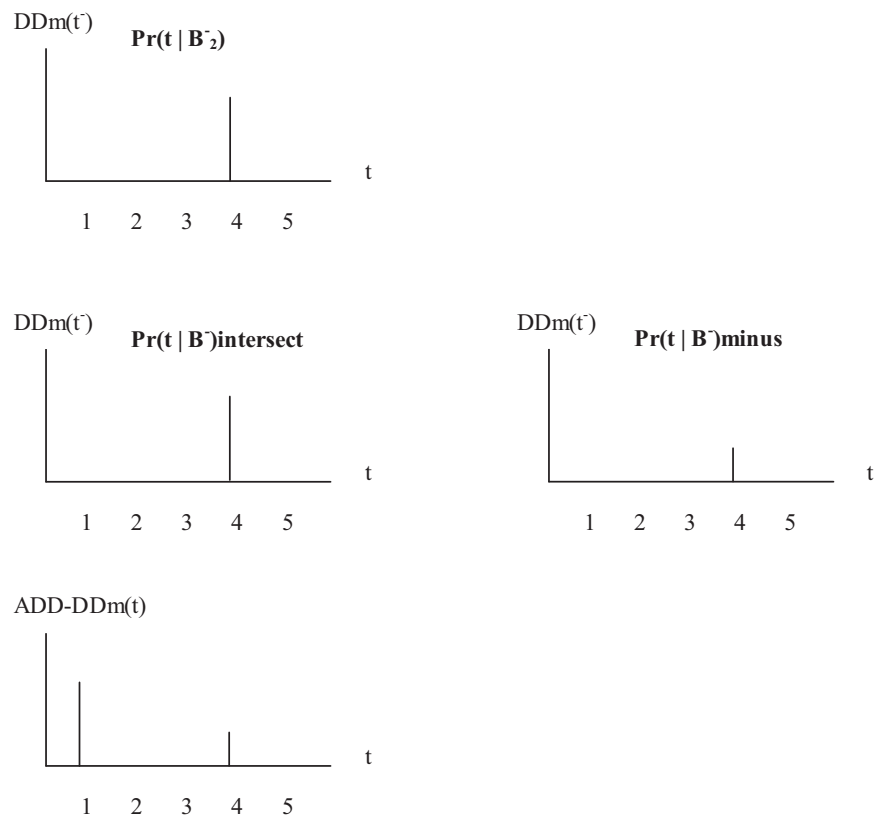 DDm(t⁻)
Pr(t | B⁻₂)
t
1 2 3 4 5
DDm(t⁻)
Pr(t | B⁻)intersect
t
1 2 3 4 5
DDm(t⁻)
Pr(t | B⁻)minus
t
1 2 3 4 5
ADD-DDm(t)
t
1 2 3 4 5